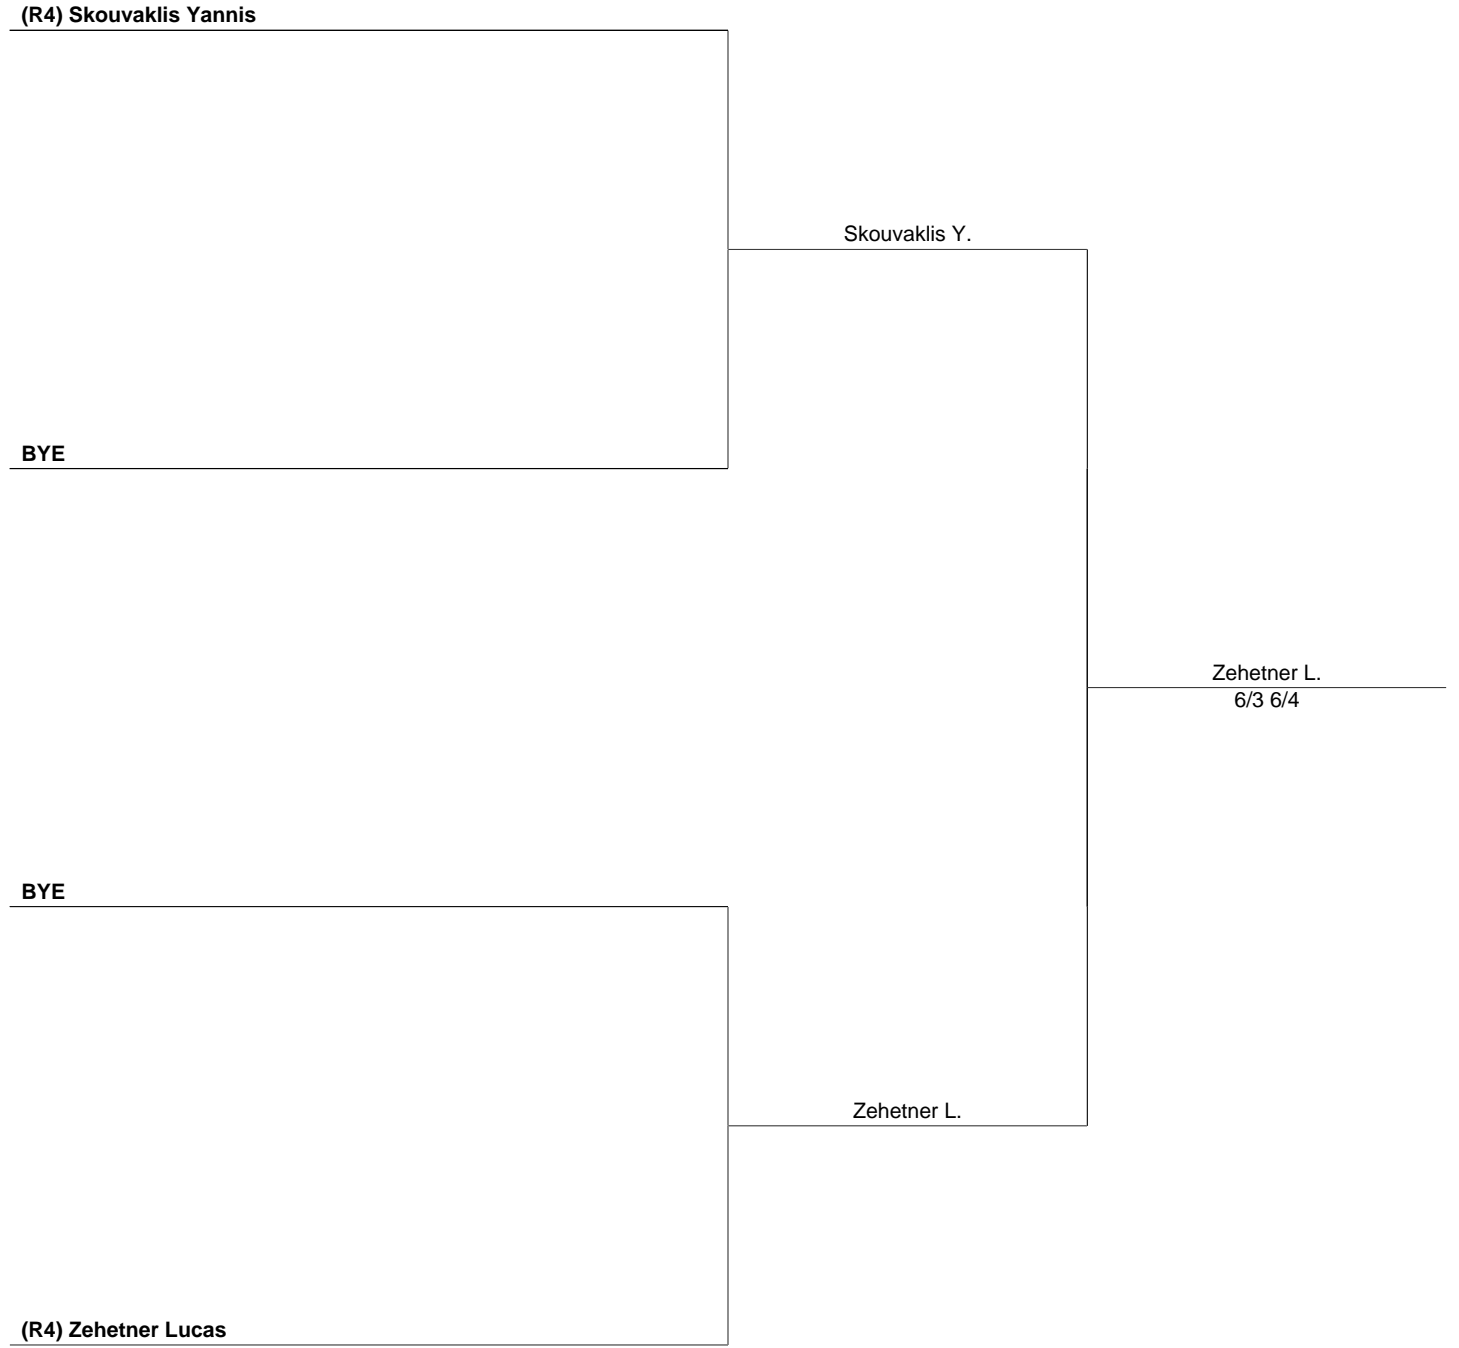 (R4) Skouvaklis Yannis
Skouvaklis Y.
BYE
Zehetner L.
6/3 6/4
BYE
Zehetner L.
(R4) Zehetner Lucas